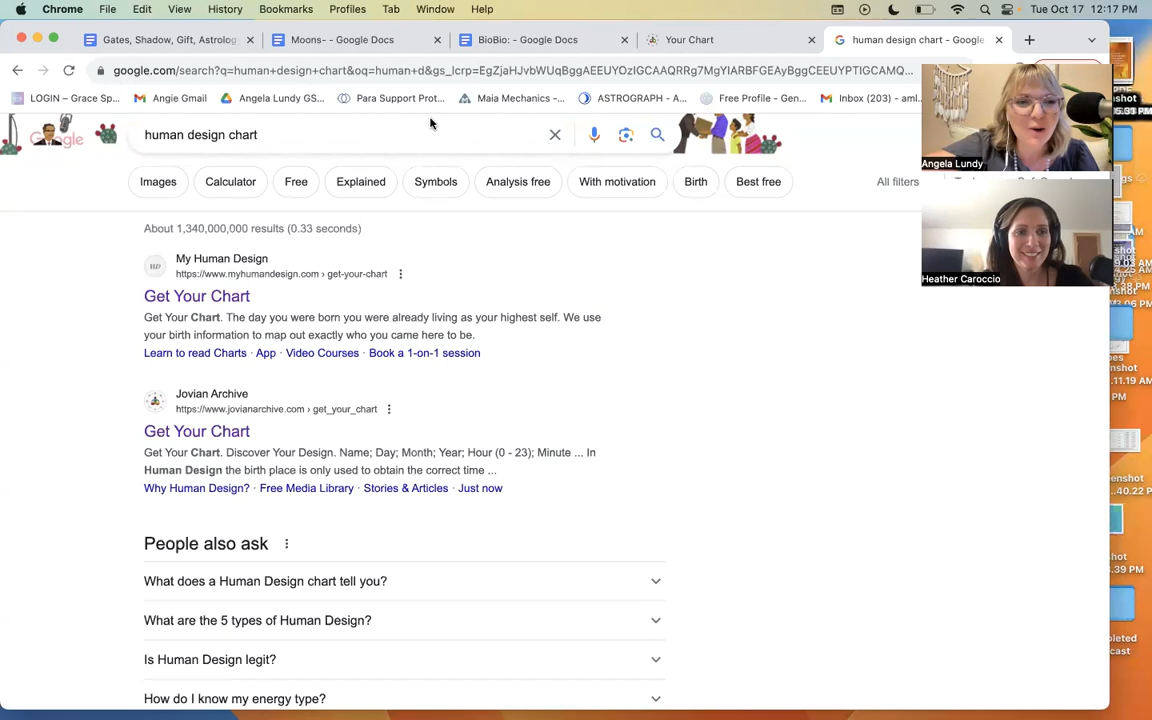 Chrome File Edit View History Bookmarks Profiles Tab Window Help Tue Oct 17 12:17 PM
Gates, Shadow, Gift, Astrolog Moons- - Google Docs BioBio: - Google Docs Your Chart human design chart - Google
google.com/search?q=human+design+chart&oq=human+d&gs_lcrp=EgZjaHJvbWUqBggAEEUYOzIGCAAQRRg7MgYIARBFGEAyBggCEEUYPTIGCAMQ...
LOGIN – Grace Sp... Angie Gmail Angela Lundy GS... Para Support Prot... Maia Mechanics -... ASTROGRAPH - A... Free Profile - Gen... Inbox (203) - aml...
human design chart
Angela Lundy
Images Calculator Free Explained Symbols Analysis free With motivation Birth Best free All filters
About 1,340,000,000 results (0.33 seconds)
My Human Design
https://www.myhumandesign.com › get-your-chart
Heather Caroccio
Get Your Chart
Get Your Chart. The day you were born you were already living as your highest self. We use
your birth information to map out exactly who you came here to be.
Learn to read Charts · App · Video Courses · Book a 1-on-1 session
Jovian Archive
https://www.jovianarchive.com › get_your_chart
Get Your Chart
Get Your Chart. Discover Your Design. Name; Day; Month; Year; Hour (0 - 23); Minute ... In
Human Design the birth place is only used to obtain the correct time ...
Why Human Design? · Free Media Library · Stories & Articles · Just now
People also ask
What does a Human Design chart tell you?
What are the 5 types of Human Design?
Is Human Design legit?
How do I know my energy type?